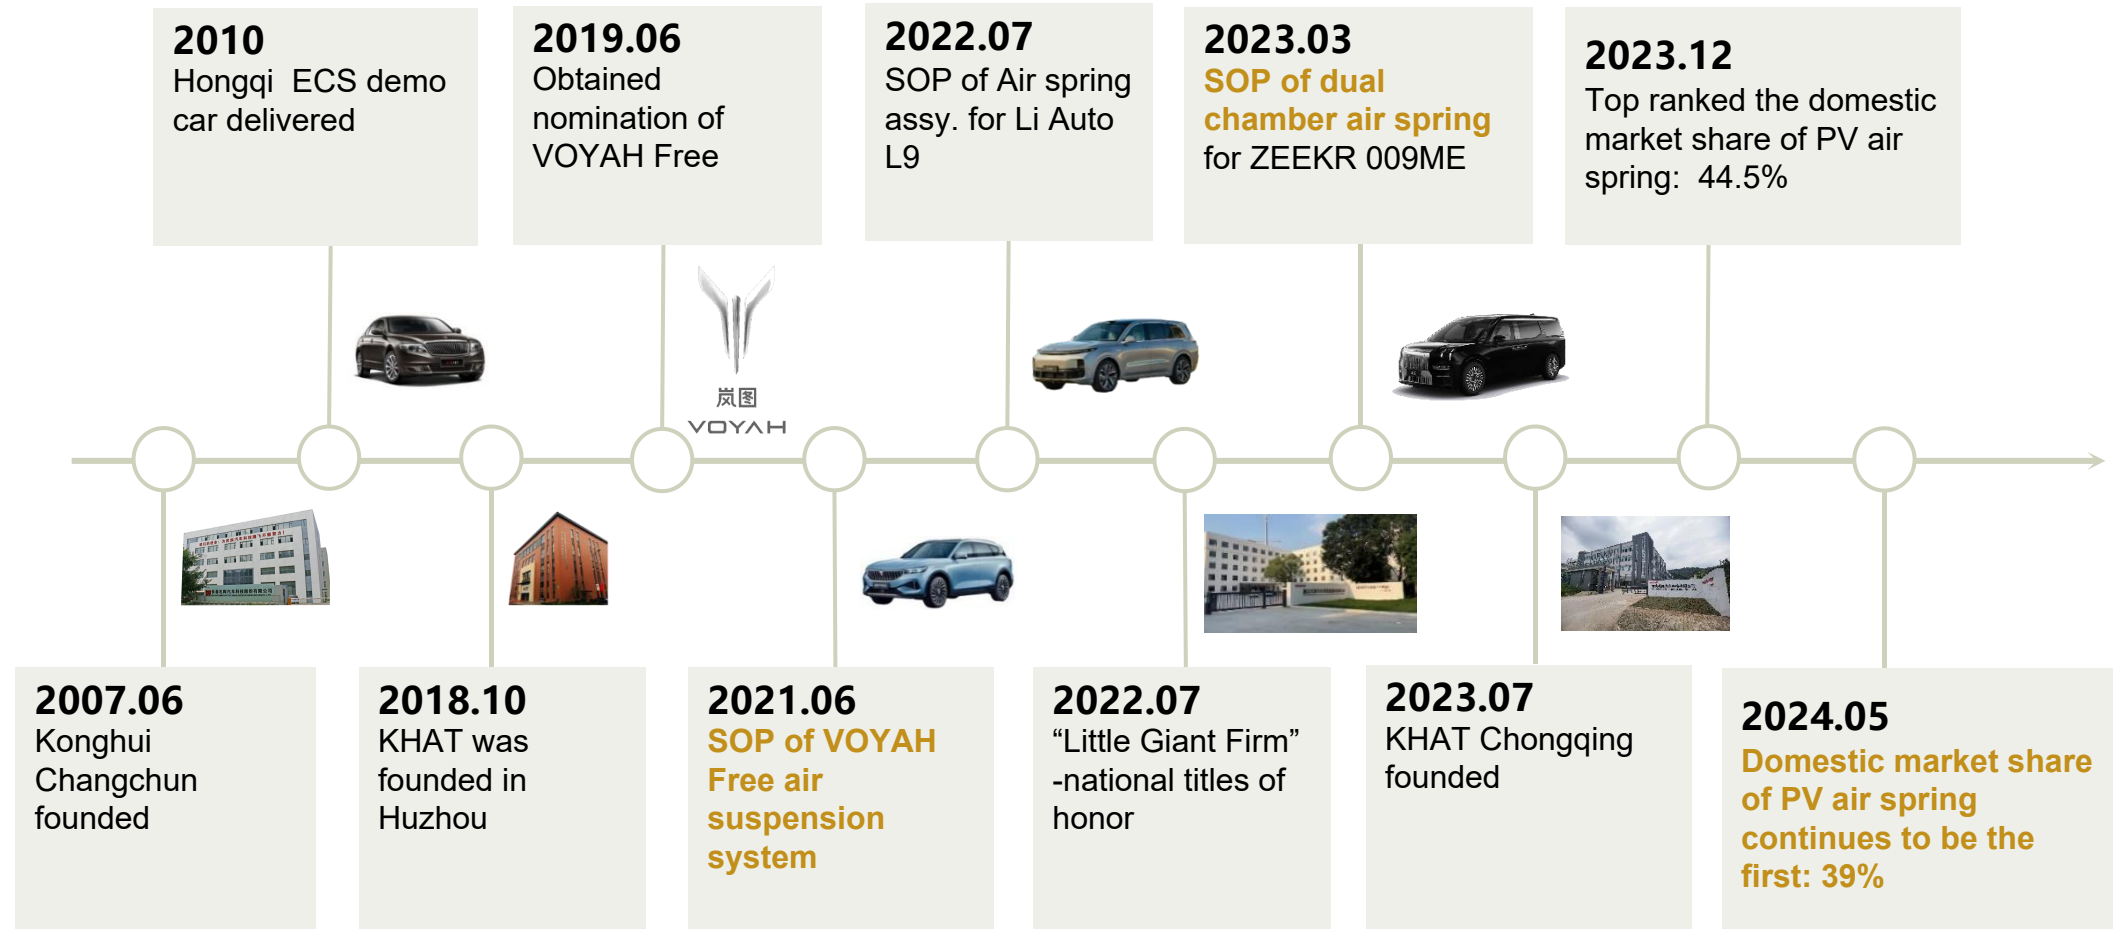 2010
Hongqi  ECS demo
car delivered
2019.06
Obtained
nomination of
VOYAH Free
2022.07
SOP of Air spring
assy. for Li Auto
L9
2023.03
SOP of dual
chamber air spring
for ZEEKR 009ME
2023.12
Top ranked the domestic
market share of PV air
spring:  44.5%
岚图
VOYAH
2007.06
Konghui
Changchun
founded
2018.10
KHAT was
founded in
Huzhou
2021.06
SOP of VOYAH
Free air
suspension
system
2022.07
“Little Giant Firm”
-national titles of
honor
2023.07
KHAT Chongqing
founded
2024.05
Domestic market share
of PV air spring
continues to be the
first: 39%